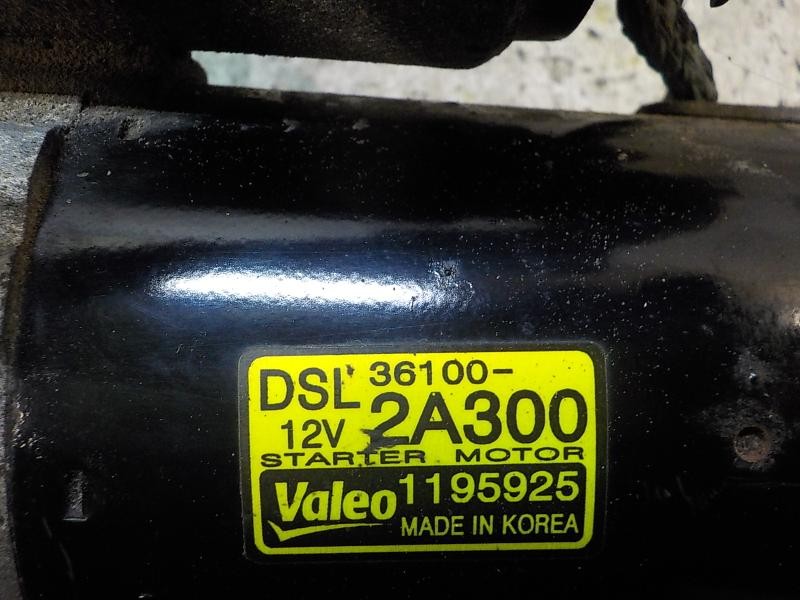 DSL 36100-
12V 2A300
STARTER MOTOR
Valeo 1195925
MADE IN KOREA